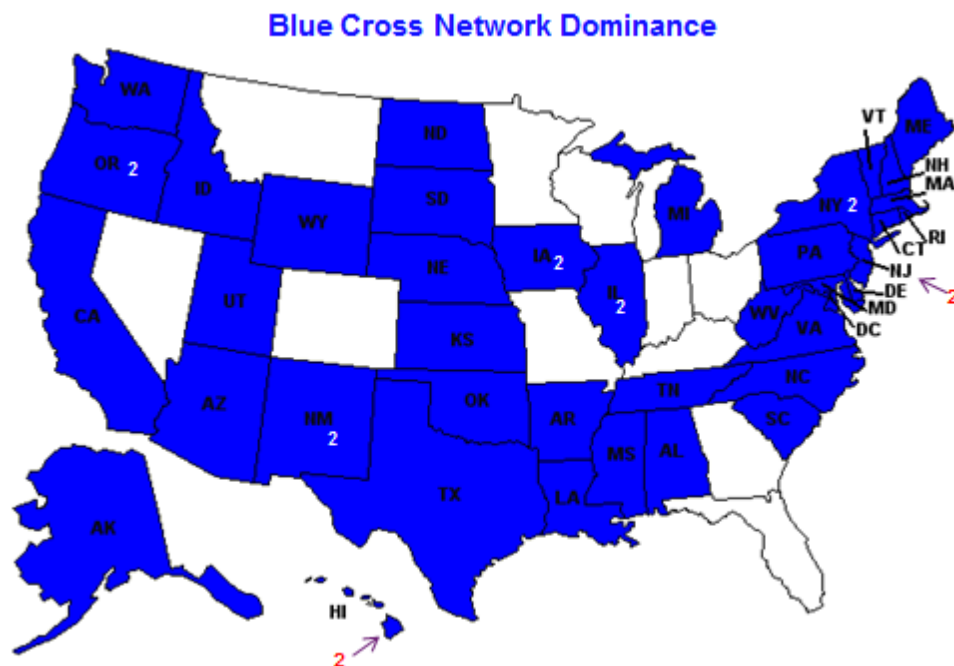 Blue Cross Network Dominance
WA
ND
VT
ME
OR 2
ID
SD
MI
NH
MA
WY
NY 2
RI
CT
NE
IA 2
PA
NJ
UT
IL 2
DE
2
MD
CA
WV
VA
DC
KS
AZ
NM 2
OK
AR
TN
NC
SC
MS
AL
TX
LA
AK
HI
2